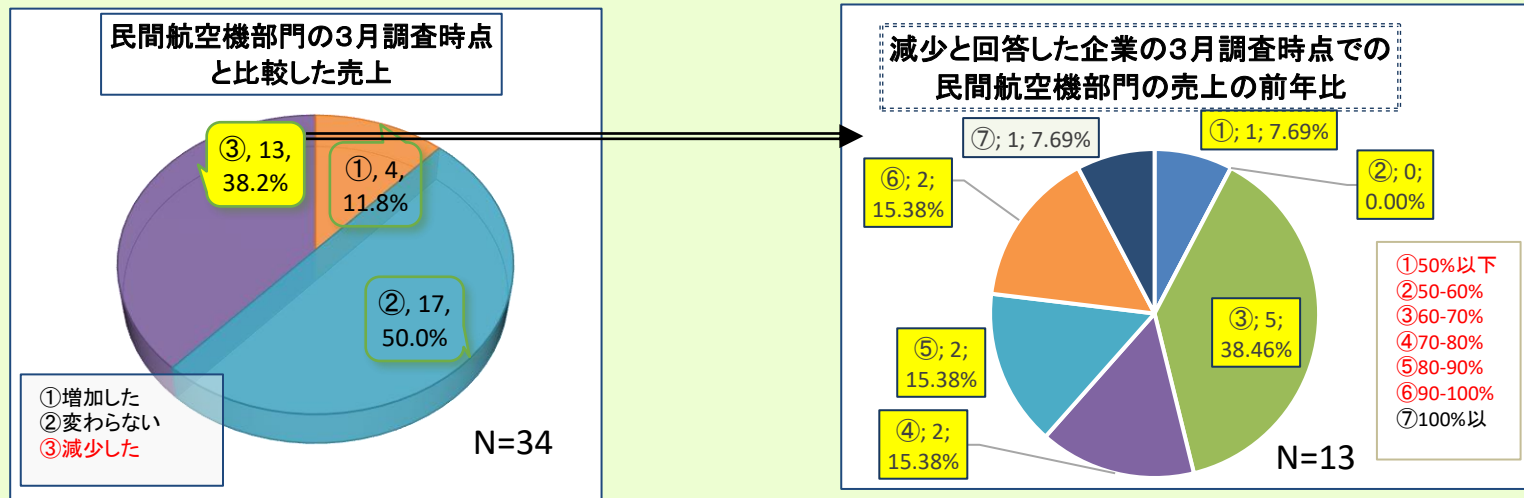 民間航空機部門の３月調査時点
と比較した売上
③, 13,
38.2%
①, 4,
11.8%
②, 17,
50.0%
①増加した
②変わらない
③減少した
N=34
減少と回答した企業の３月調査時点での
民間航空機部門の売上の前年比
⑦; 1; 7.69%
①; 1; 7.69%
②; 0;
0.00%
⑥; 2;
15.38%
③; 5;
38.46%
⑤; 2;
15.38%
④; 2;
15.38%
①50%以下
②50-60%
③60-70%
④70-80%
⑤80-90%
⑥90-100%
⑦100%以
N=13